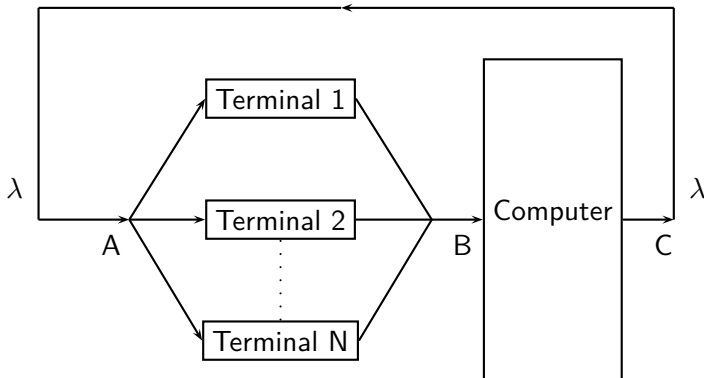 Terminal 1
λ
λ
Terminal 2
Computer
A
B
C
Terminal N